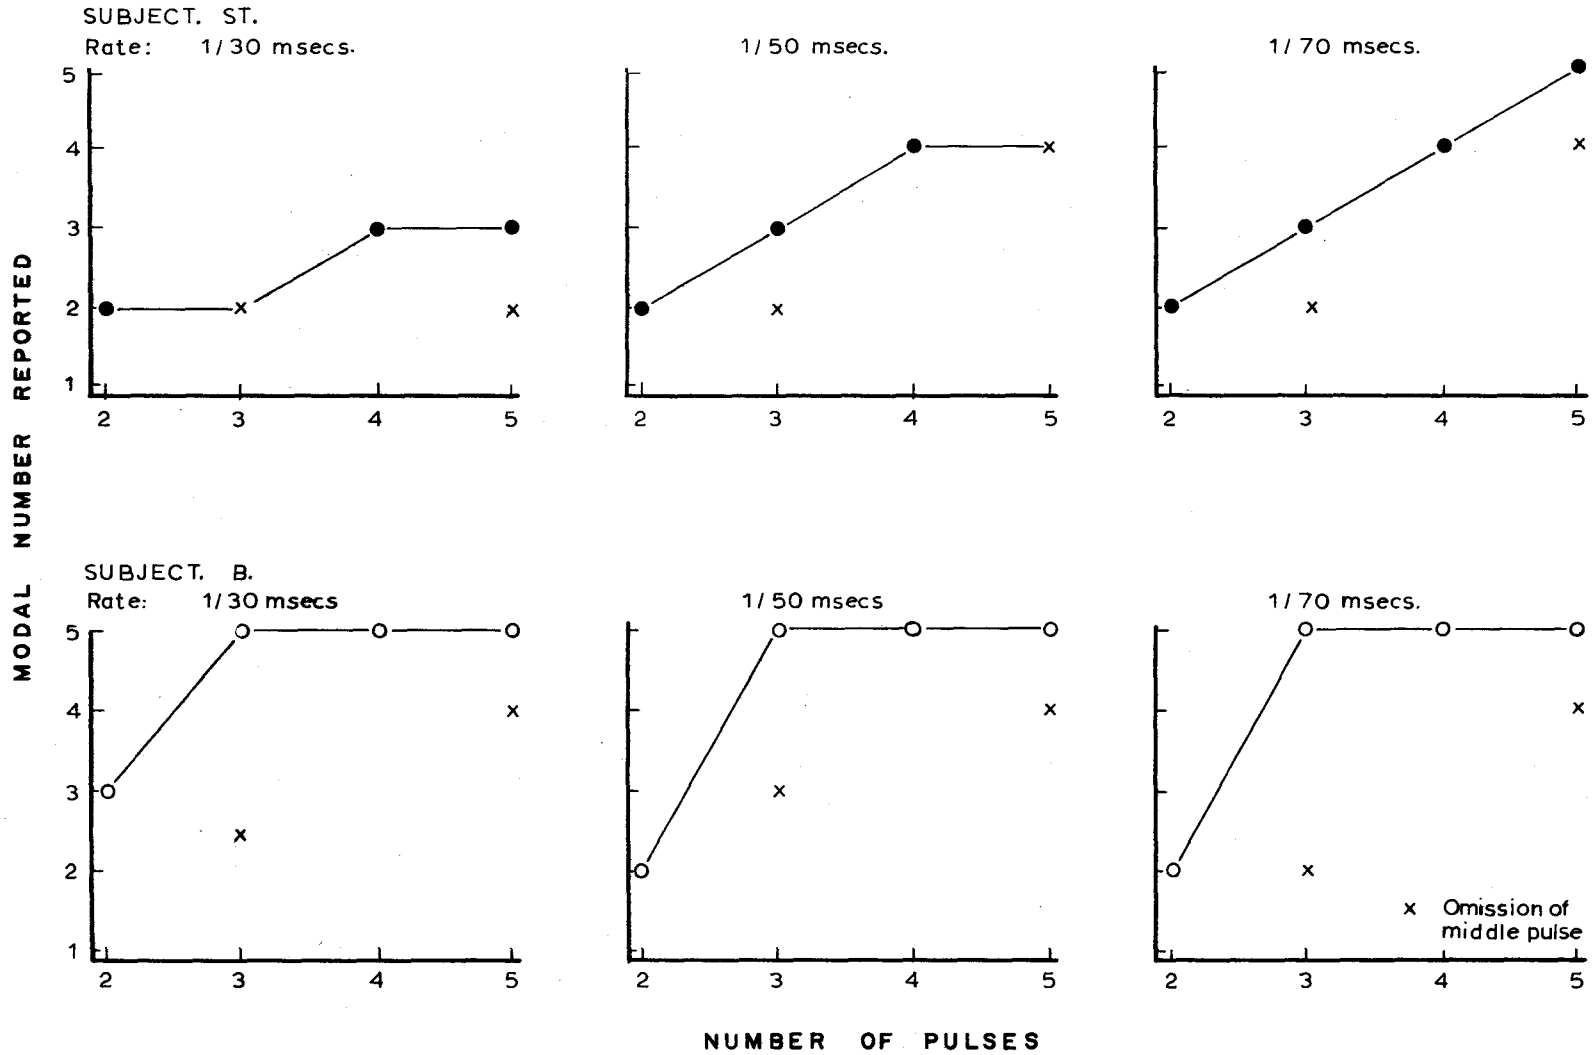 SUBJECT. ST.
Rate: 1/30 msecs.
1/50 msecs.
1/70 msecs.
5
4
3
2
1
2 3 4 5
2 3 4 5
2 3 4 5
MODAL NUMBER REPORTED
SUBJECT. B.
Rate: 1/30 msecs
1/50 msecs
1/70 msecs.
5
4
3
2
1
x Omission of
middle pulse
2 3 4 5
2 3 4 5
2 3 4 5
NUMBER OF PULSES